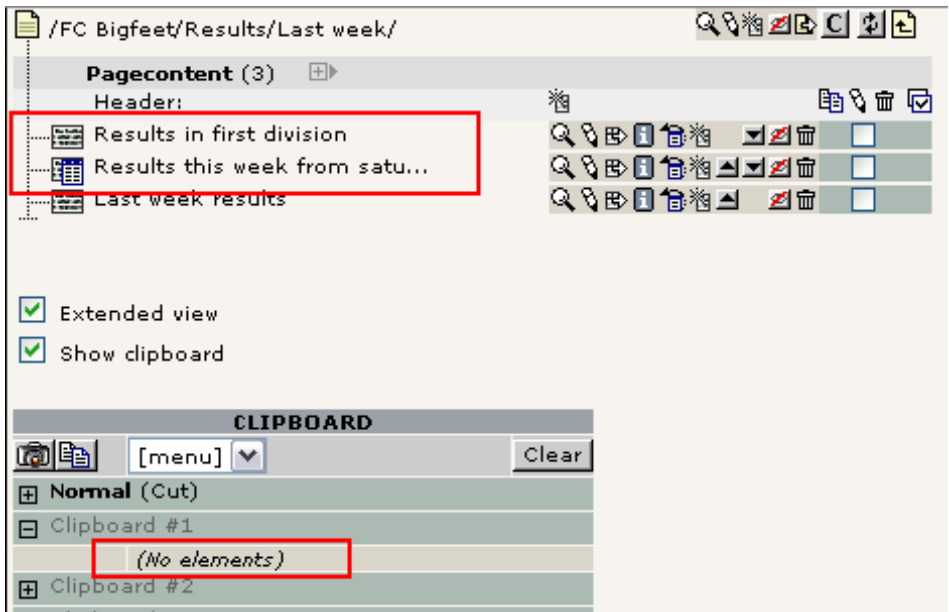 /FC Bigfeet/Results/Last week/ C
Pagecontent (3)
Header:
Results in first division
Results this week from satu...
Last week results
Extended view
Show clipboard
CLIPBOARD
[menu] Clear
Normal (Cut)
Clipboard #1
(No elements)
Clipboard #2